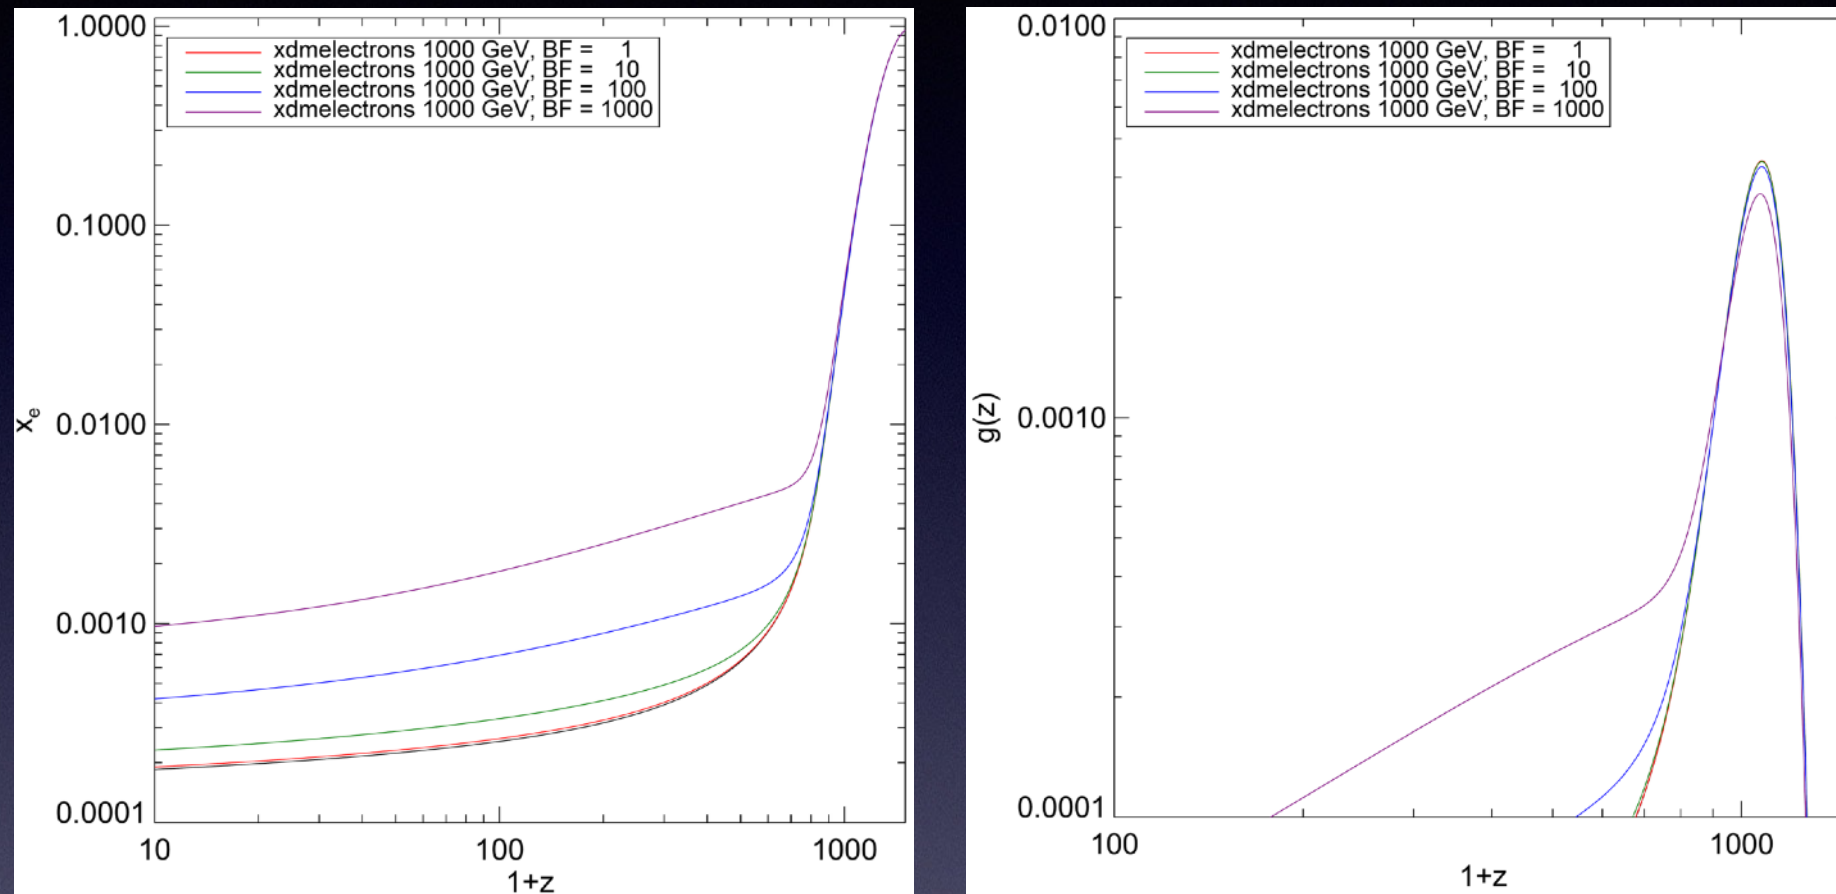 1.0000
xdmelectrons 1000 GeV, BF = 1
xdmelectrons 1000 GeV, BF = 10
xdmelectrons 1000 GeV, BF = 100
xdmelectrons 1000 GeV, BF = 1000
0.1000
xe
0.0100
0.0010
0.0001
10
100
1000
1+z
0.0100
xdmelectrons 1000 GeV, BF = 1
xdmelectrons 1000 GeV, BF = 10
xdmelectrons 1000 GeV, BF = 100
xdmelectrons 1000 GeV, BF = 1000
g(z)
0.0010
0.0001
100
1000
1+z